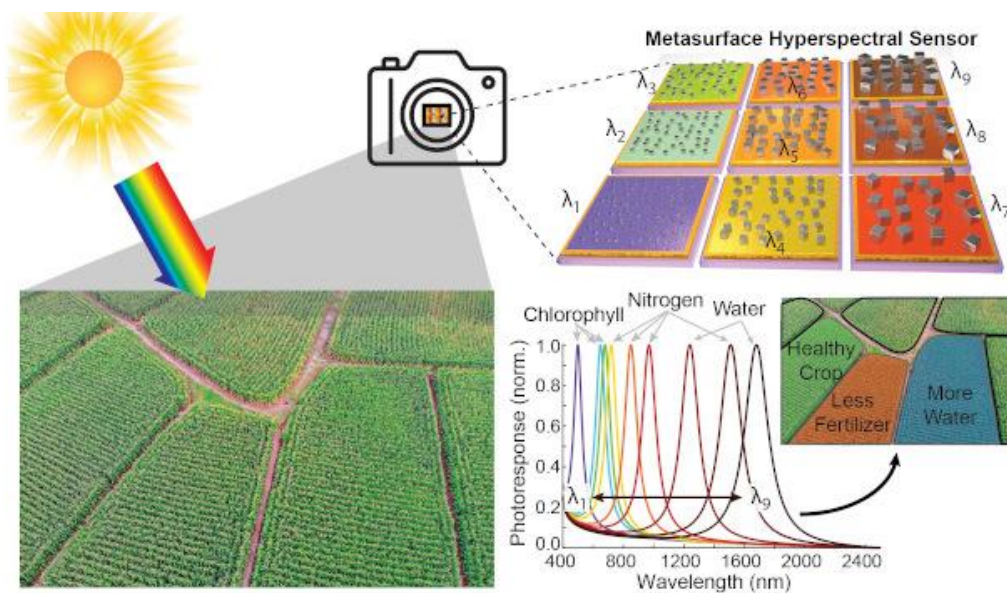 Metasurface Hyperspectral Sensor
λ3
λ6
λ9
λ2
λ5
λ8
λ1
λ4
λ7
Nitrogen
Chlorophyll
Water
Photoresponse (norm.)
1.0
0.8
0.6
0.4
0.2
0.0
λ1
λ9
400
800
1200
1600
2000
2400
Wavelength (nm)
Healthy
Crop
Less
Fertilizer
More
Water